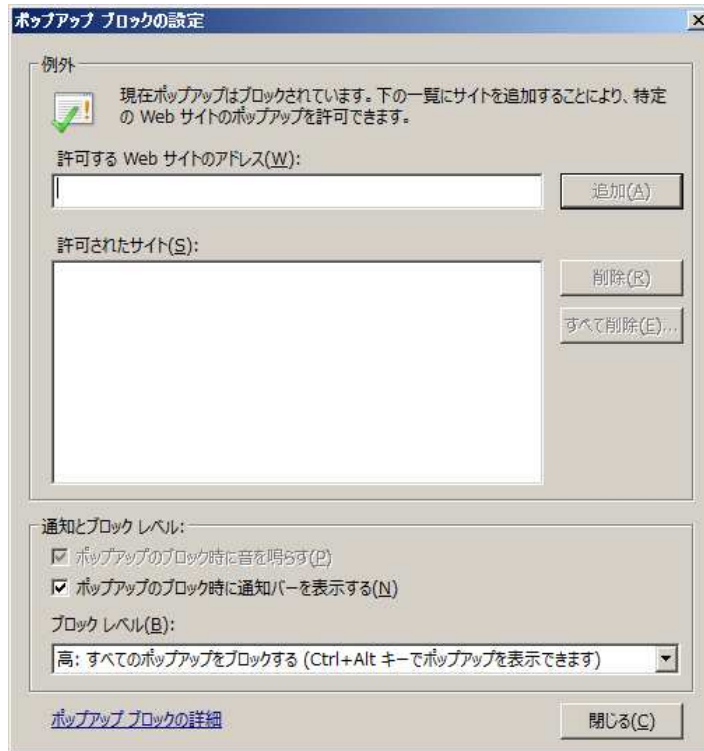 ポップアップ ブロックの設定
例外
現在ポップアップはブロックされています。下の一覧にサイトを追加することにより、特定
の Web サイトのポップアップを許可できます。
許可する Web サイトのアドレス(W):
追加(A)
許可されたサイト(S):
削除(R)
すべて削除(E)...
通知とブロック レベル:
ポップアップのブロック時に音を鳴らす(P)
ポップアップのブロック時に通知バーを表示する(N)
ブロック レベル(B):
高: すべてのポップアップをブロックする (Ctrl+Alt キーでポップアップを表示できます)
ポップアップ ブロックの詳細
閉じる(C)